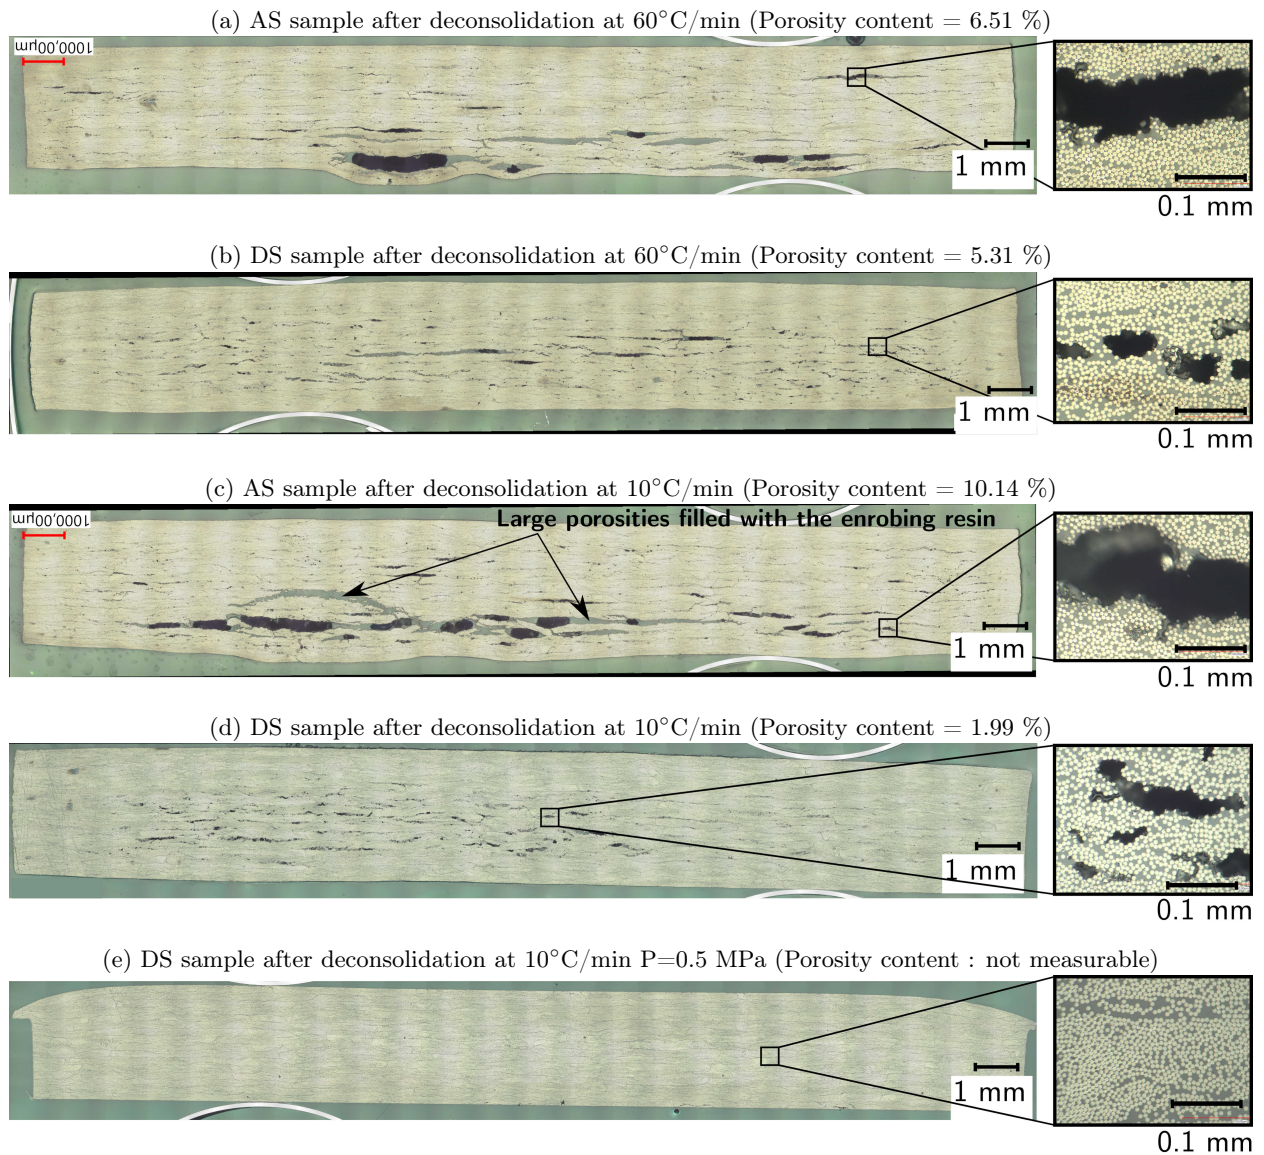 (a) AS sample after deconsolidation at 60°C/min (Porosity content = 6.51 %)
1000,00µm
1 mm
0.1 mm
(b) DS sample after deconsolidation at 60°C/min (Porosity content = 5.31 %)
1 mm
0.1 mm
(c) AS sample after deconsolidation at 10°C/min (Porosity content = 10.14 %)
1000,00µm
Large porosities filled with the enrobing resin
1 mm
0.1 mm
(d) DS sample after deconsolidation at 10°C/min (Porosity content = 1.99 %)
1 mm
0.1 mm
(e) DS sample after deconsolidation at 10°C/min P=0.5 MPa (Porosity content : not measurable)
1 mm
0.1 mm